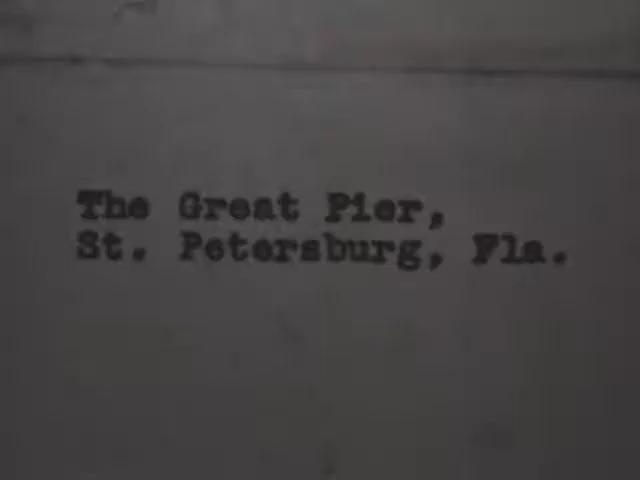 The Great Pier,
St. Petersburg, Fla.